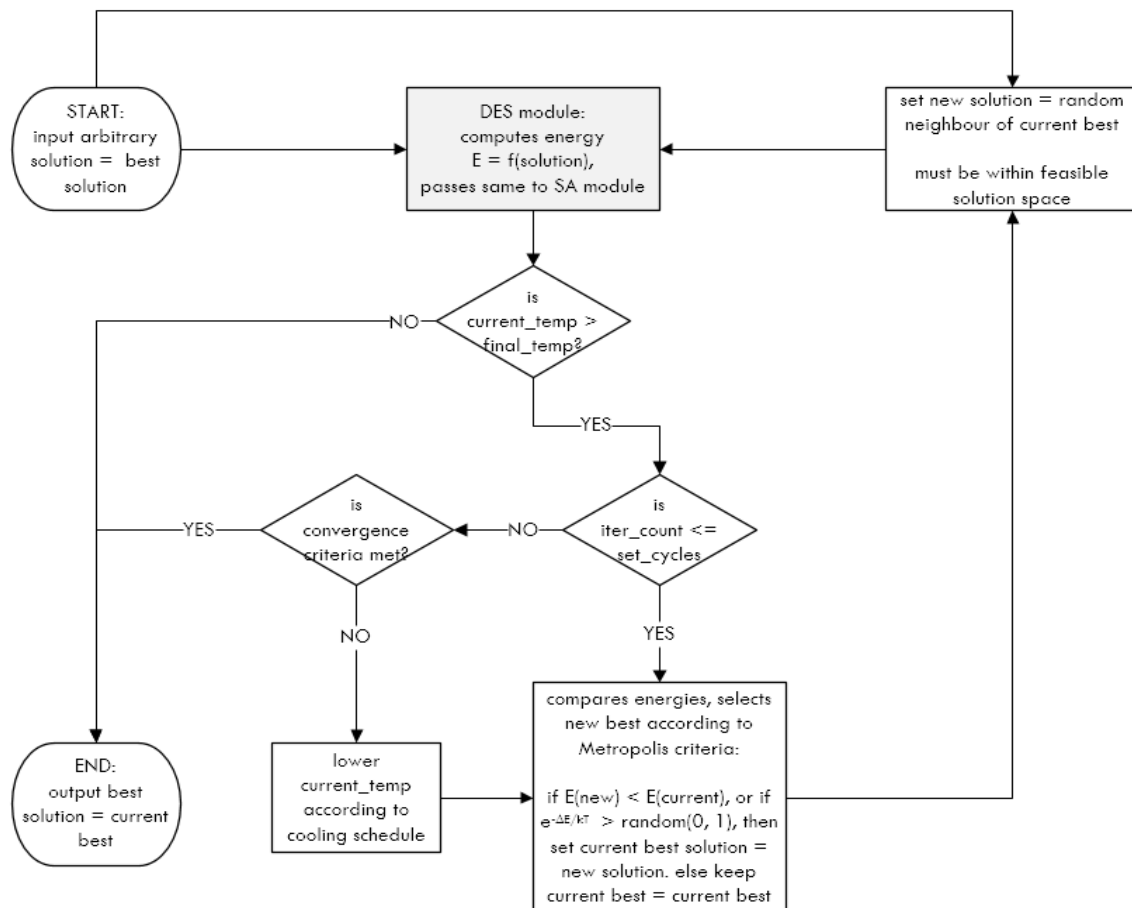 START:
input arbitrary
solution = best
solution
DES module:
computes energy
E = f(solution),
passes same to SA module
set new solution = random
neighbour of current best
must be within feasible
solution space
is
current_temp >
final_temp?
NO
YES
is
convergence
criteria met?
YES
NO
is
iter_count <=
set_cycles
NO
YES
END:
output best
solution = current
best
lower
current_temp
according to
cooling schedule
compares energies, selects
new best according to
Metropolis criteria:
if E(new) < E(current), or if
e-ΔE/kT > random(0, 1), then
set current best solution =
new solution. else keep
current best = current best